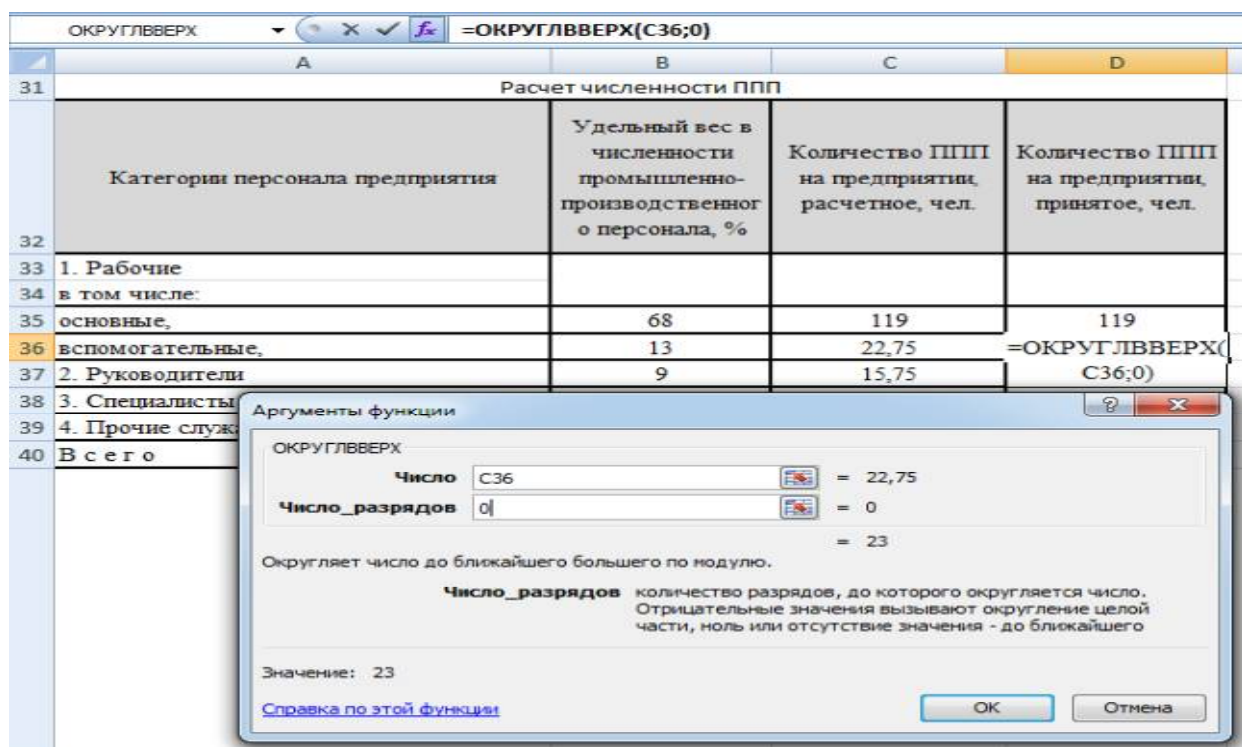 ОКРУГЛВВЕРХ fx =ОКРУГЛВВЕРХ(C36;0)
A B C D
31 Расчет численности ППП
32 Категории персонала предприятия
Удельный вес в
численности
промышленно-
производственног
о персонала, %
Количество ППП
на предприятии,
расчетное, чел.
Количество ППП
на предприятии,
принятое, чел.
33 1. Рабочие
34 в том числе:
35 основные, 68 119 119
36 вспомогательные, 13 22,75 =ОКРУГЛВВЕРХ(
37 2. Руководители 9 15,75 C36;0)
38 3. Специалисты
39 4. Прочие служ
40 В с е г о
Аргументы функции
ОКРУГЛВВЕРХ
Число C36 = 22,75
Число_разрядов 0 = 0
= 23
Округляет число до ближайшего большего по модулю.
Число_разрядов количество разрядов, до которого округляется число.
Отрицательные значения вызывают округление целой
части, ноль или отсутствие значения - до ближайшего
Значение: 23
Справка по этой функции
ОК Отмена